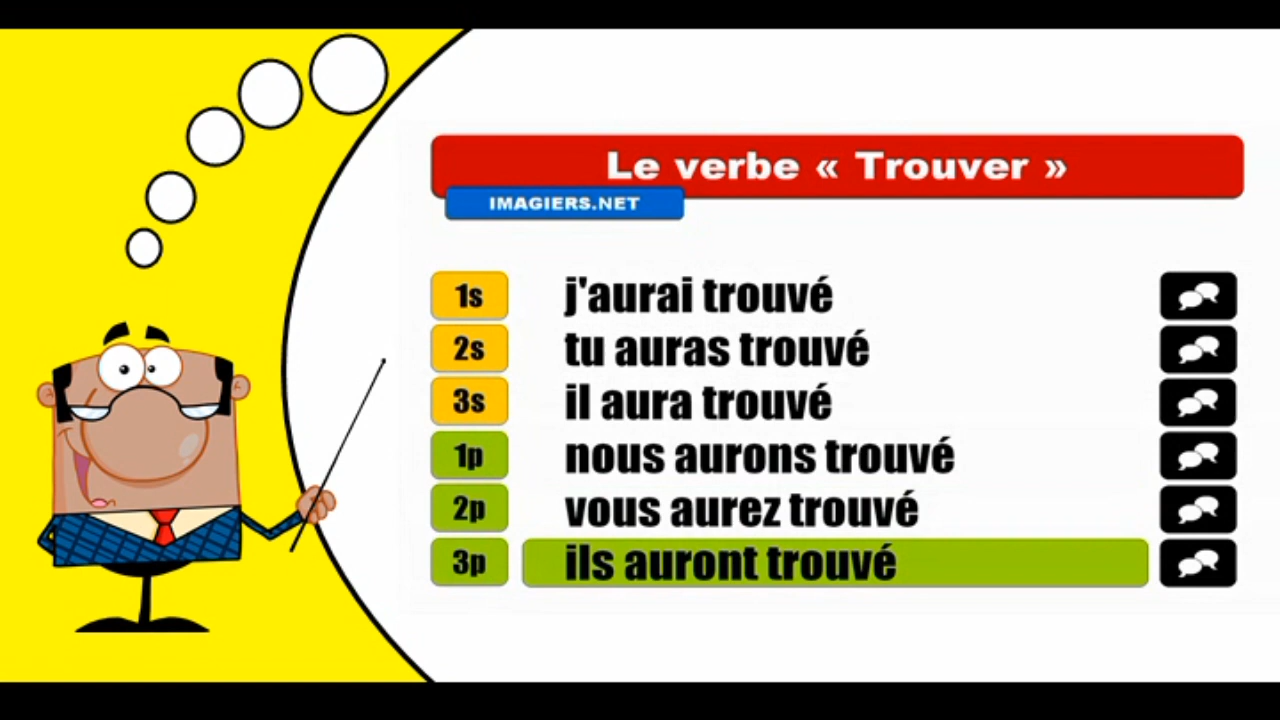 Le verbe « Trouver »
IMAGIERS.NET
1s j'aurai trouvé
2s tu auras trouvé
3s il aura trouvé
1p nous aurons trouvé
2p vous aurez trouvé
3p ils auront trouvé